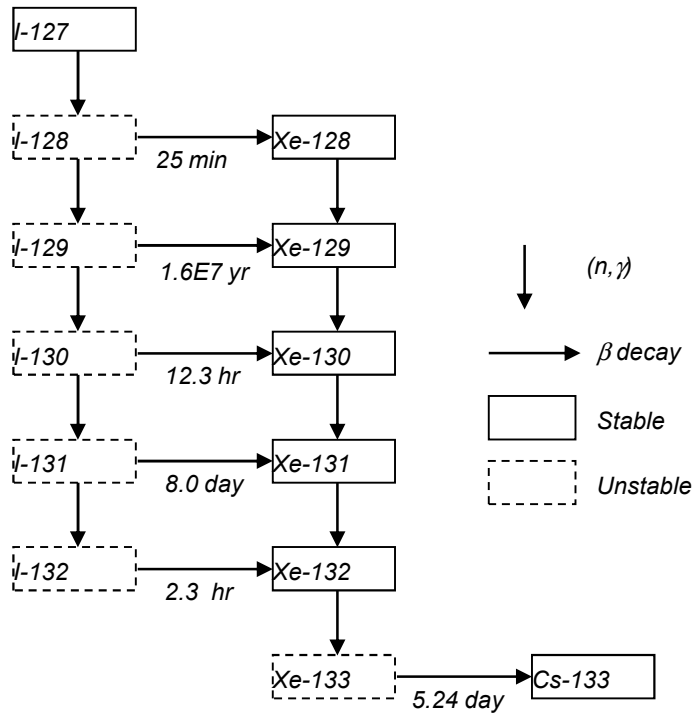 I-127
I-128
25 min
Xe-128
I-129
1.6E7 yr
Xe-129
(n,γ)
I-130
12.3 hr
Xe-130
β decay
I-131
8.0 day
Xe-131
Stable
Unstable
I-132
2.3 hr
Xe-132
Xe-133
5.24 day
Cs-133